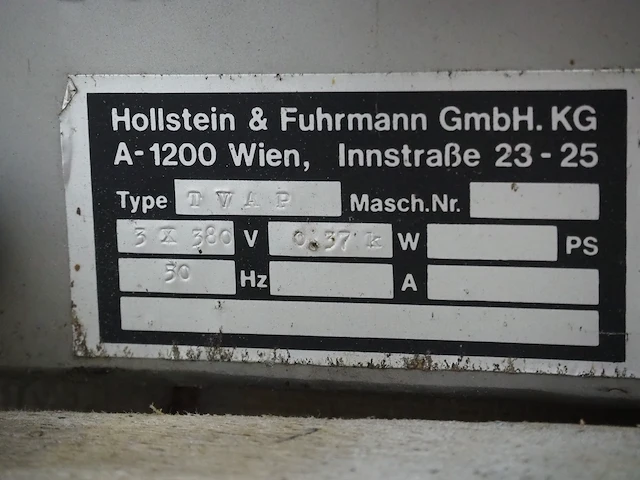 Hollstein & Fuhrmann GmbH. KG
A-1200 Wien, Innstraße 23-25
Type TVAP Masch.Nr.
3 X 380 V 0.37 k W PS
50 Hz A